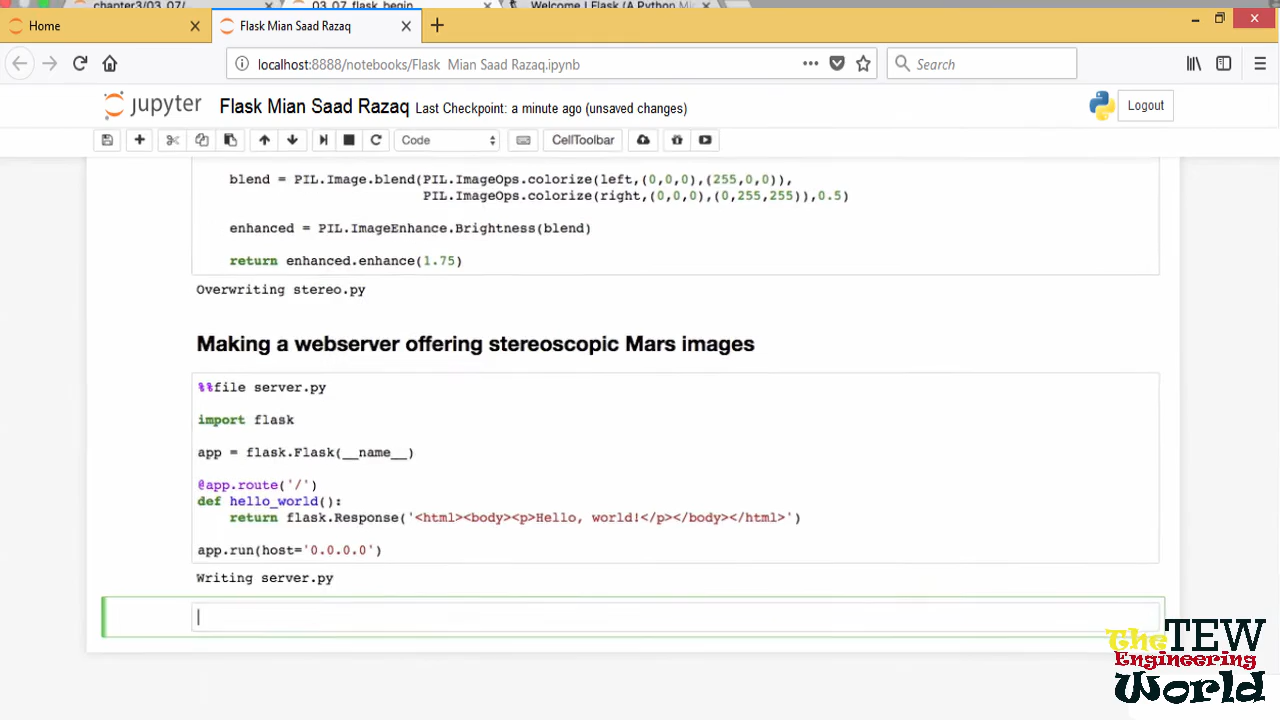 chapter3/03_07/
03_07_flask_begin
Welcome | Flask (A Python Mi
Home
Flask Mian Saad Razaq
localhost:8888/notebooks/Flask  Mian Saad Razaq.ipynb
Search
jupyter
Flask Mian Saad Razaq
Last Checkpoint: a minute ago (unsaved changes)
Logout
Code
CellToolbar
blend = PIL.Image.blend(PIL.ImageOps.colorize(left,(0,0,0),(255,0,0)),
PIL.ImageOps.colorize(right,(0,0,0),(0,255,255)),0.5)
enhanced = PIL.ImageEnhance.Brightness(blend)
return enhanced.enhance(1.75)
Overwriting stereo.py
Making a webserver offering stereoscopic Mars images
%%file server.py
import flask
app = flask.Flask(__name__)
@app.route('/')
def hello_world():
return flask.Response('<html><body><p>Hello, world!</p></body></html>')
app.run(host='0.0.0.0')
Writing server.py
The TEW
Engineering
World